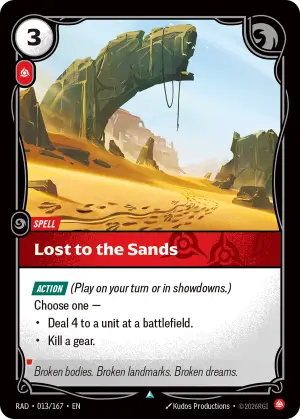 3
SPELL
Lost to the Sands
ACTION (Play on your turn or in showdowns.)
Choose one —
• Deal 4 to a unit at a battlefield.
• Kill a gear.
Broken bodies. Broken landmarks. Broken dreams.
RAD • 013/167 • EN Kudos Productions • ©2026RGI